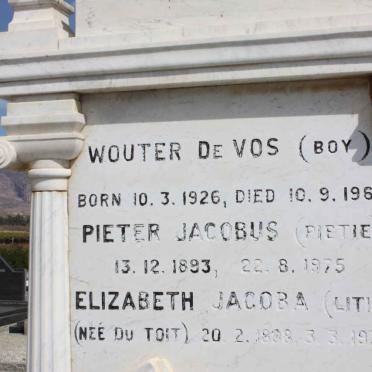 WOUTER DE VOS (BOY)
BORN 10.3.1926, DIED 10.9.196
PIETER JACOBUS (PIETIE
13.12.1893, 22.8.1975
ELIZABETH JACOBA (LITI
(NEÉ DU TOIT) 20.2.1898 3.3.19